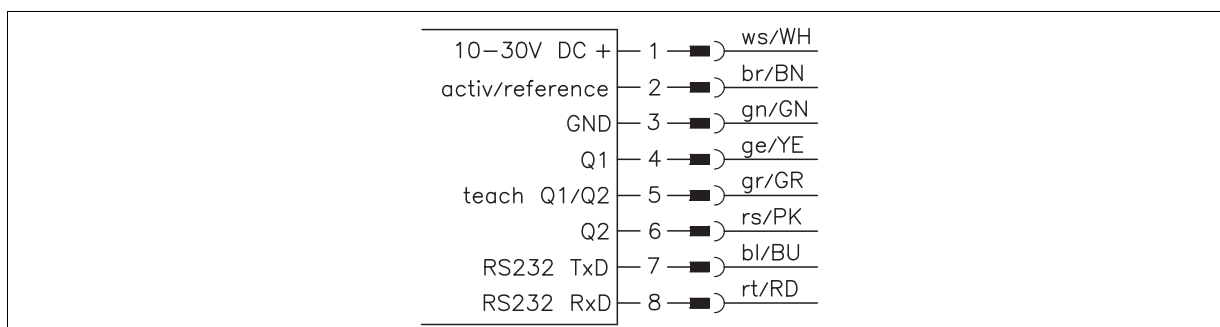 10-30V DC + 1 ws/WH
activ/reference 2 br/BN
GND 3 gn/GN
Q1 4 ge/YE
teach Q1/Q2 5 gr/GR
Q2 6 rs/PK
RS232 TxD 7 bl/BU
RS232 RxD 8 rt/RD